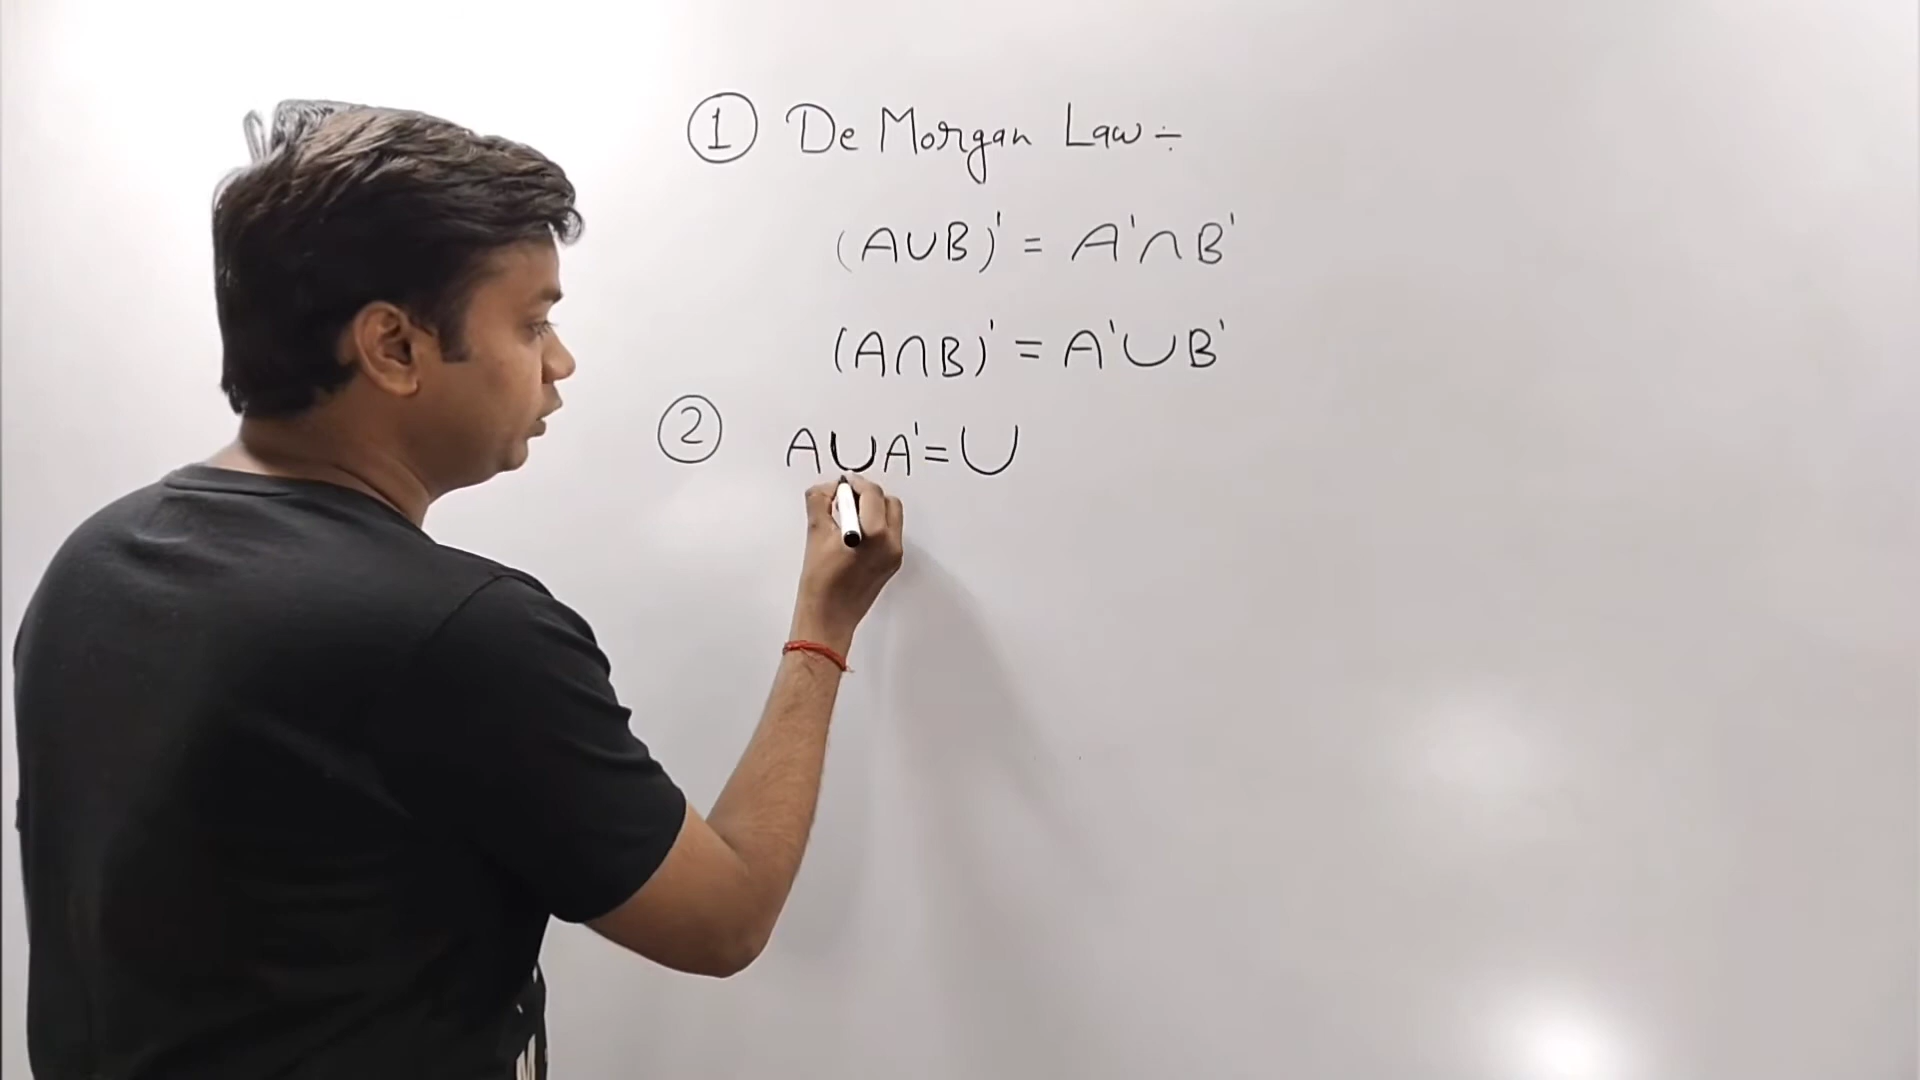 ① De Morgan Law ÷
(A∪B)' = A'∩B'
(A∩B)' = A'∪B'
② A∪A' = U
M